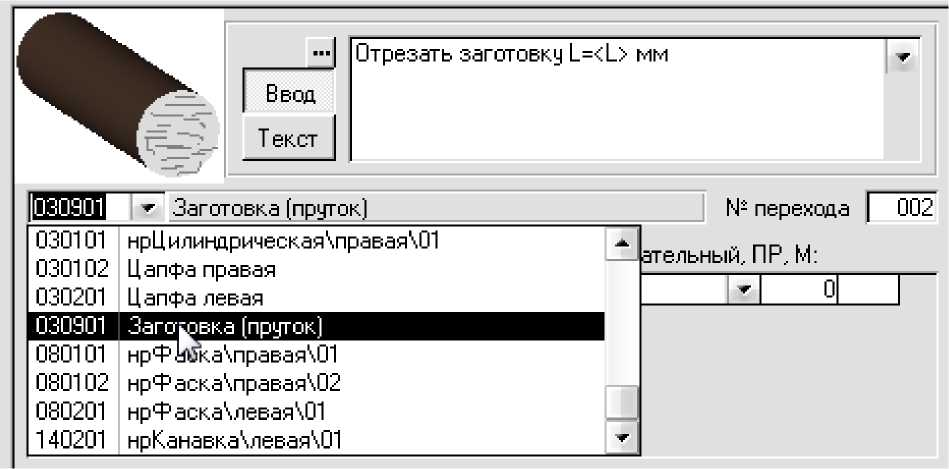 ... Отрезать заготовку L=<L> мм
Ввод
Текст
030901 Заготовка (пруток) № перехода 002
030101 нрЦилиндрическая\правая\01
ательный, ПР, М:
030102 Цапфа правая
030201 Цапфа левая 0
030901 Заготовка (пруток)
080101 нрФаска\правая\01
080102 нрФаска\правая\02
080201 нрФаска\левая\01
140201 нрКанавка\левая\01